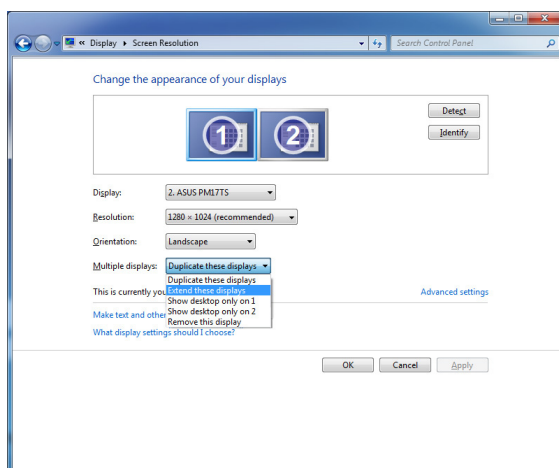 « Display ▸ Screen Resolution
Search Control Panel
Change the appearance of your displays
1
2
Detect
Identify
Display:
2. ASUS PM17TS
Resolution:
1280 × 1024 (recommended)
Orientation:
Landscape
Multiple displays:
Duplicate these displays
Duplicate these displays
Extend these displays
Show desktop only on 1
Show desktop only on 2
Remove this display
This is currently you
Advanced settings
Make text and other
What display settings should I choose?
OK
Cancel
Apply